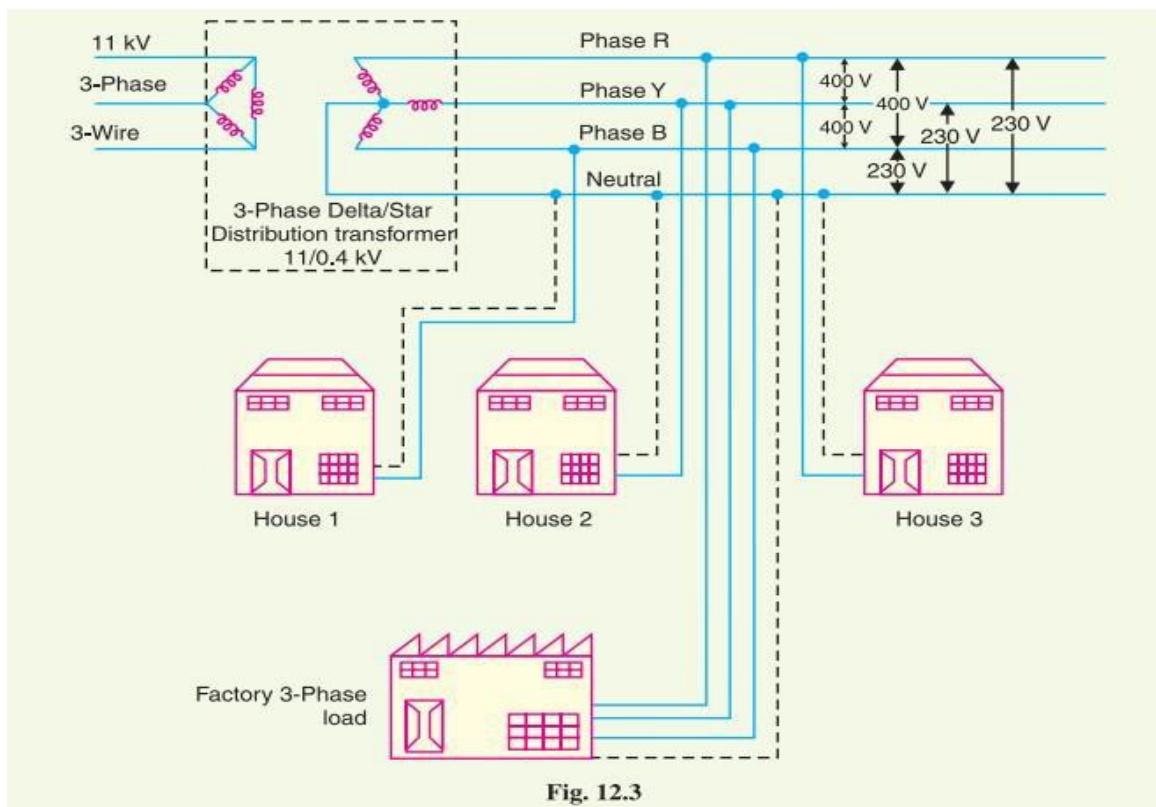 11 kV
3-Phase
3-Wire
3-Phase Delta/Star
Distribution transformer
11/0.4 kV
Phase R
Phase Y
Phase B
Neutral
400 V
400 V
400 V
230 V
230 V
230 V
House 1
House 2
House 3
Factory 3-Phase
load
Fig. 12.3